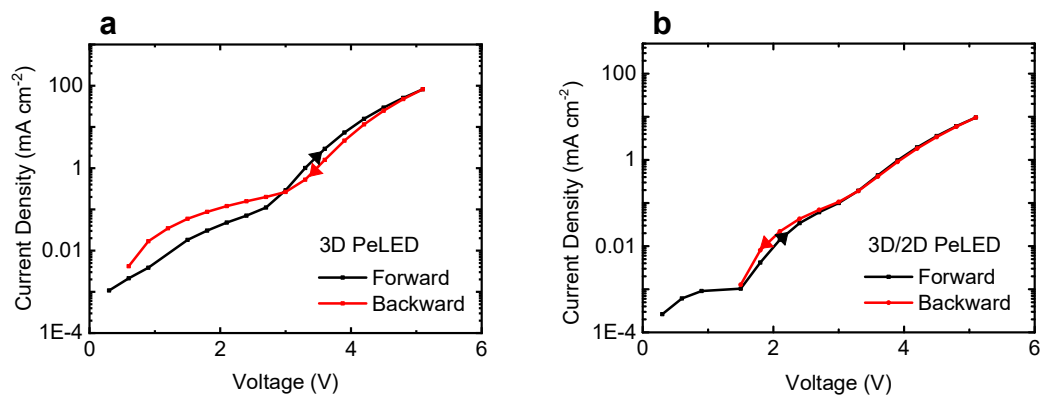 a
Current Density (mA cm-2)
100
1
0.01
1E-4
0
2
4
6
Voltage (V)
3D PeLED
Forward
Backward
b
Current Density (mA cm-2)
100
1
0.01
1E-4
0
2
4
6
Voltage (V)
3D/2D PeLED
Forward
Backward